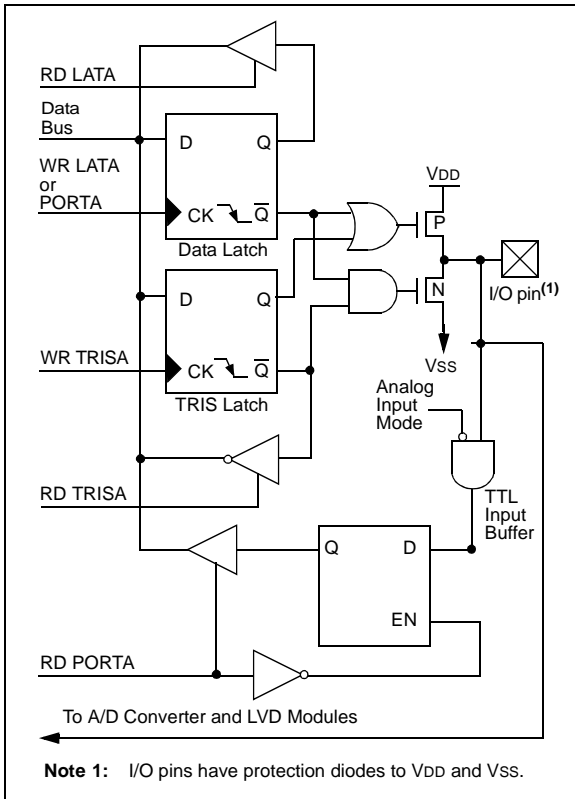 RD LATA
Data
Bus
D Q
WR LATA
or
PORTA
CK Q
Data Latch
VDD
P
I/O pin(1)
N
VSS
D Q
WR TRISA
CK Q
TRIS Latch
Analog
Input
Mode
TTL
Input
Buffer
RD TRISA
Q D
EN
RD PORTA
To A/D Converter and LVD Modules
Note 1: I/O pins have protection diodes to VDD and VSS.